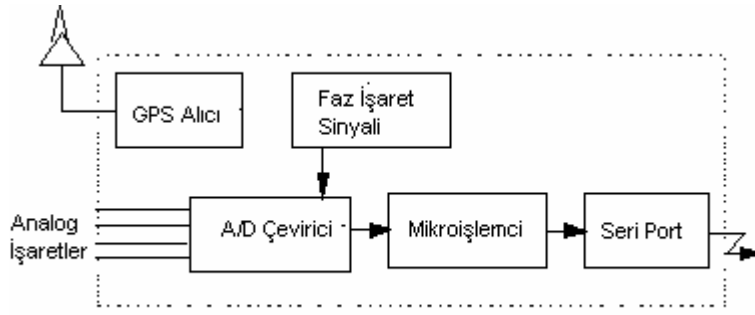 GPS Alıcı
Faz İşaret
Sinyali
Analog
İşaretler
A/D Çevirici
Mikroişlemci
Seri Port